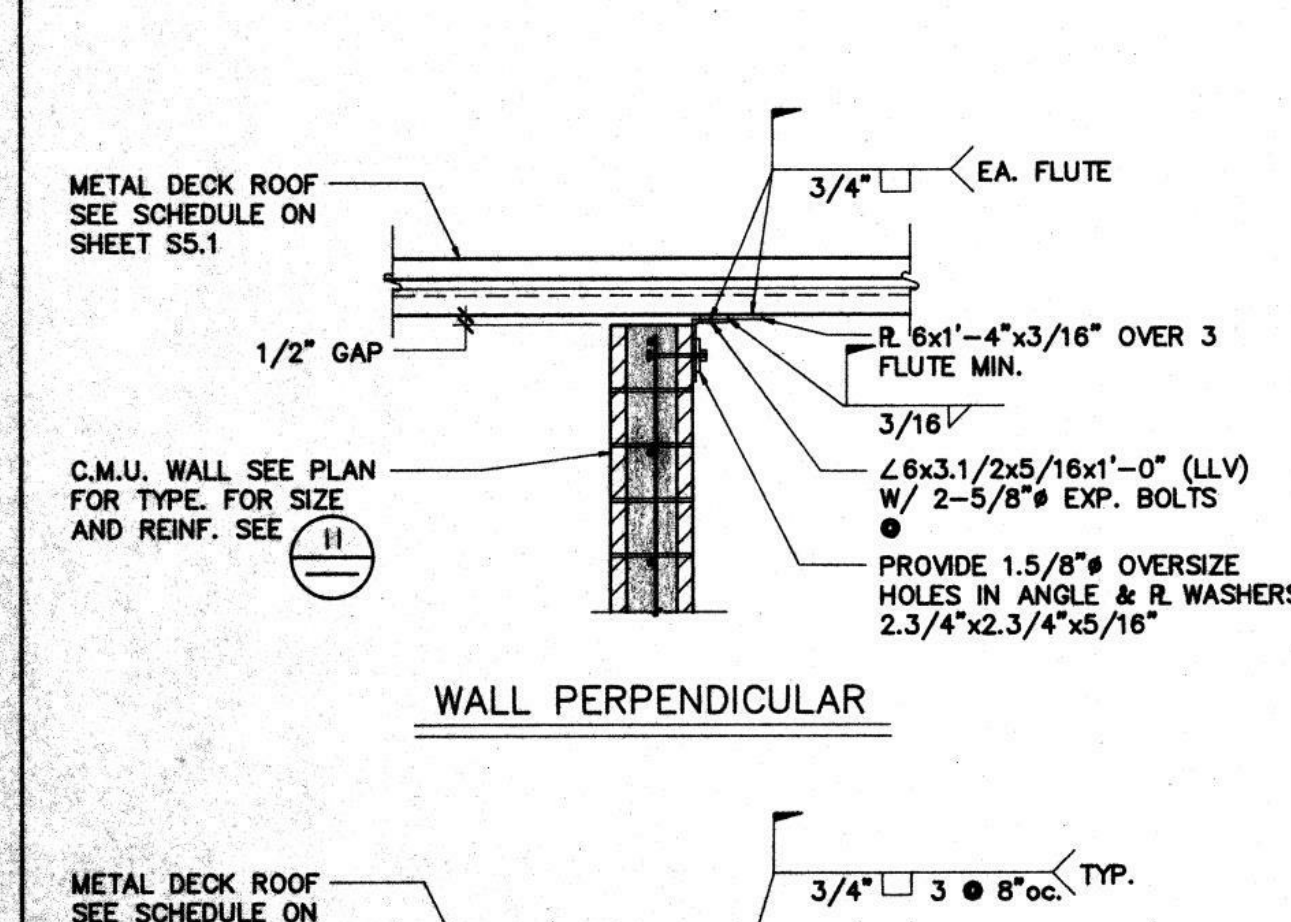 METAL DECK ROOF
SEE SCHEDULE ON
SHEET S5.1
3/4" EA. FLUTE
1/2" GAP
PL 6x1'-4"x3/16" OVER 3
FLUTE MIN.
3/16
C.M.U. WALL SEE PLAN
FOR TYPE. FOR SIZE
AND REINF. SEE
11
∠6x3.1/2x5/16x1'-0" (LLV)
W/ 2-5/8"ø EXP. BOLTS
PROVIDE 1.5/8"ø OVERSIZE
HOLES IN ANGLE & PL WASHERS
2.3/4"x2.3/4"x5/16"
WALL PERPENDICULAR
METAL DECK ROOF
SEE SCHEDULE ON
3/4" 3 @ 8"oc. TYP.